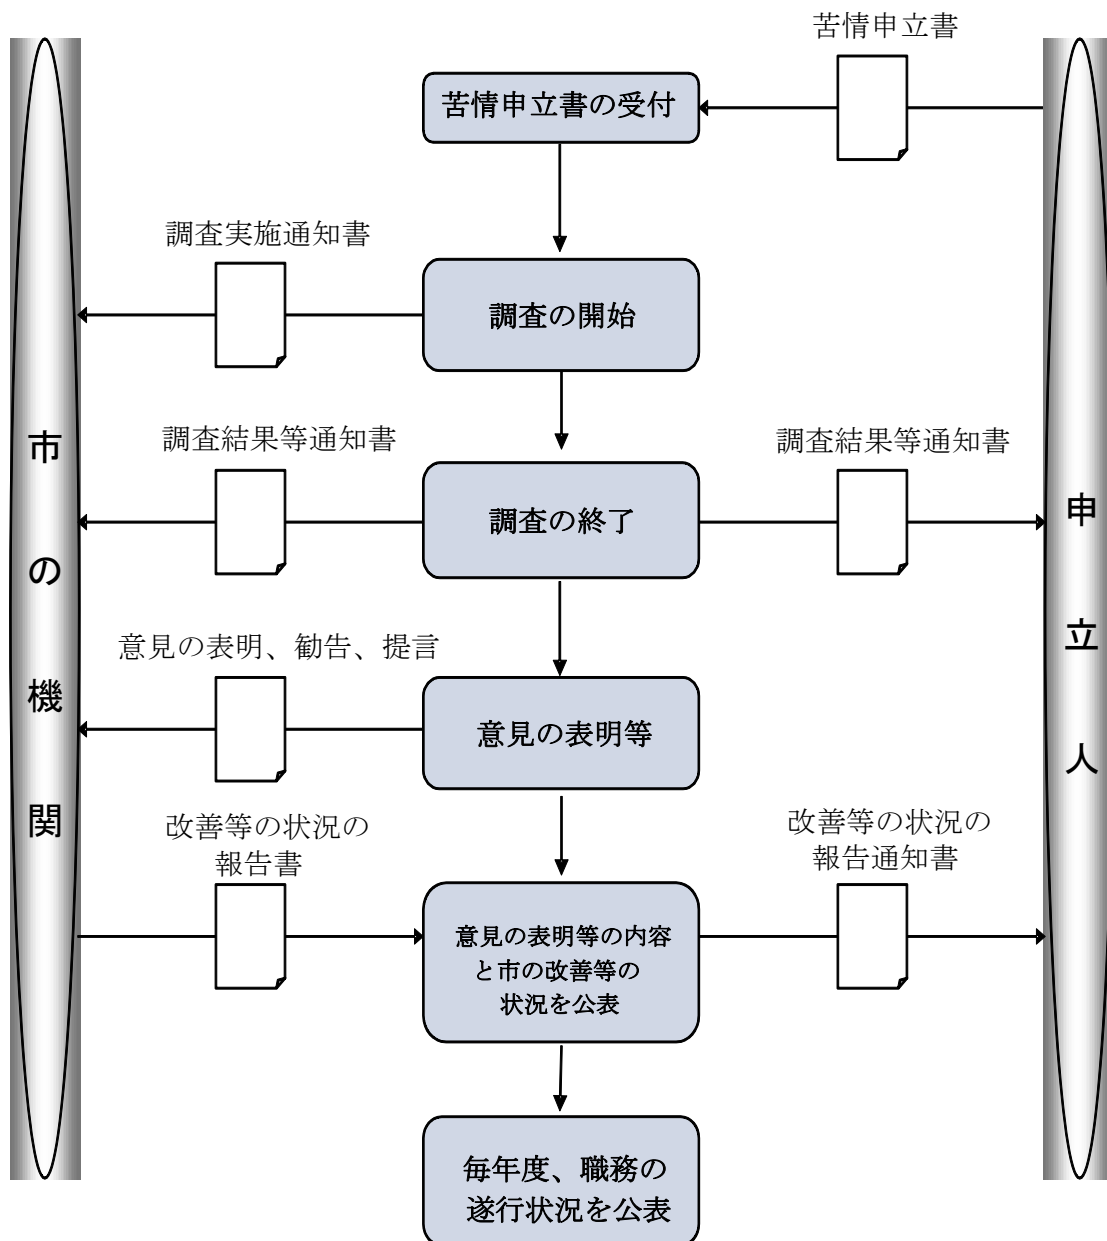 苦情申立書
苦情申立書の受付
調査実施通知書
調査の開始
調査結果等通知書
調査結果等通知書
調査の終了
市の機関
申立人
意見の表明、勧告、提言
意見の表明等
改善等の状況の
報告書
改善等の状況の
報告通知書
意見の表明等の内容
と市の改善等の
状況を公表
毎年度、職務の
遂行状況を公表